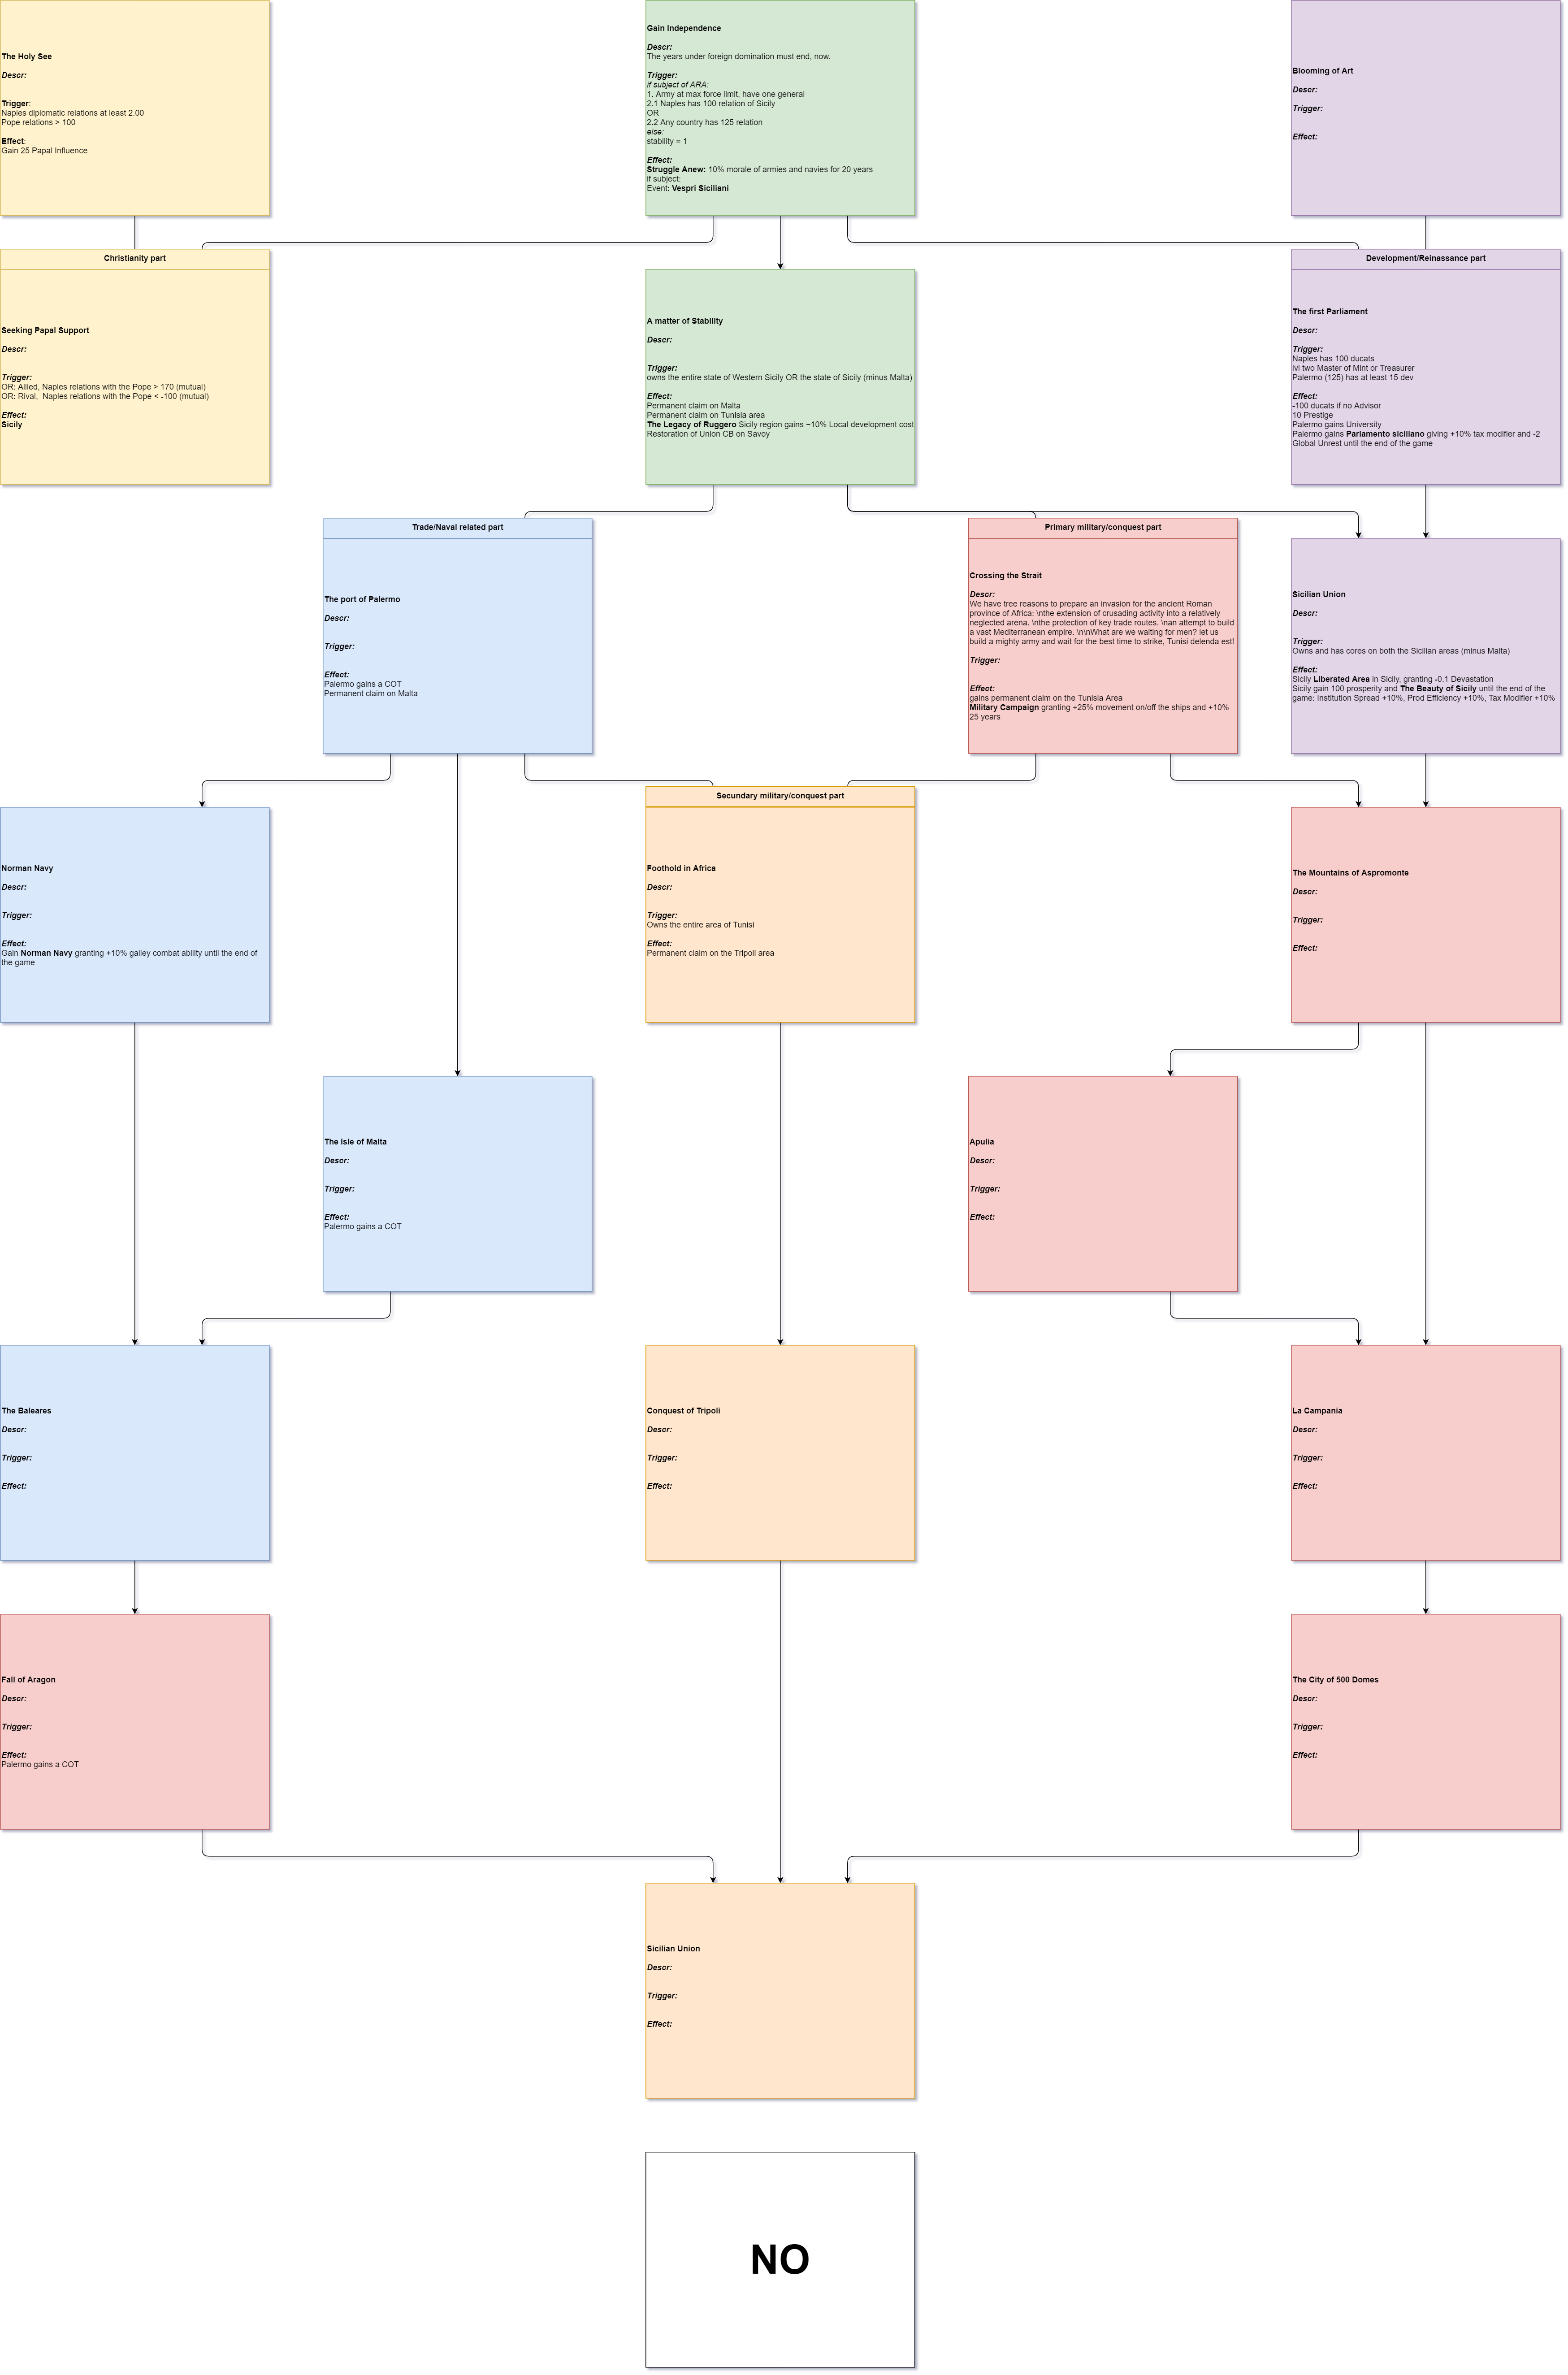 The Holy See
Descr:
Trigger:
Naples diplomatic relations at least 2.00
Pope relations > 100
Effect:
Gain 25 Papal Influence
Gain Independence
Descr:
The years under foreign domination must end, now.
Trigger:
if subject of ARA:
1. Army at max force limit, have one general
2.1 Naples has 100 relation of Sicily
OR
2.2 Any country has 125 relation
else:
stability = 1
Effect:
Struggle Anew: 10% morale of armies and navies for 20 years
if subject:
Event: Vespri Siciliani
Blooming of Art
Descr:
Trigger:
Effect:
Christianity part
Seeking Papal Support
Descr:
Trigger:
OR: Allied, Naples relations with the Pope > 170 (mutual)
OR: Rival, Naples relations with the Pope < -100 (mutual)
Effect:
Sicily
A matter of Stability
Descr:
Trigger:
owns the entire state of Western Sicily OR the state of Sicily (minus Malta)
Effect:
Permanent claim on Malta
Permanent claim on Tunisia area
The Legacy of Ruggero Sicily region gains −10% Local development cost
Restoration of Union CB on Savoy
Development/Reinassance part
The first Parliament
Descr:
Trigger:
Naples has 100 ducats
lvl two Master of Mint or Treasurer
Palermo (125) has at least 15 dev
Effect:
-100 ducats if no Advisor
10 Prestige
Palermo gains University
Palermo gains Parlamento siciliano giving +10% tax modifier and -2
Global Unrest until the end of the game
Trade/Naval related part
The port of Palermo
Descr:
Trigger:
Effect:
Palermo gains a COT
Permanent claim on Malta
Primary military/conquest part
Crossing the Strait
Descr:
We have tree reasons to prepare an invasion for the ancient Roman
province of Africa: \nthe extension of crusading activity into a relatively
neglected arena. \nthe protection of key trade routes. \nan attempt to build
a vast Mediterranean empire. \n\nWhat are we waiting for men? let us
build a mighty army and wait for the best time to strike, Tunisi delenda est!
Trigger:
Effect:
gains permanent claim on the Tunisia Area
Military Campaign granting +25% movement on/off the ships and +10%
25 years
Sicilian Union
Descr:
Trigger:
Owns and has cores on both the Sicilian areas (minus Malta)
Effect:
Sicily Liberated Area in Sicily, granting -0.1 Devastation
Sicily gain 100 prosperity and The Beauty of Sicily until the end of the
game: Institution Spread +10%, Prod Efficiency +10%, Tax Modifier +10%
Norman Navy
Descr:
Trigger:
Effect:
Gain Norman Navy granting +10% galley combat ability until the end of
the game
Secundary military/conquest part
Foothold in Africa
Descr:
Trigger:
Owns the entire area of Tunisi
Effect:
Permanent claim on the Tripoli area
The Mountains of Aspromonte
Descr:
Trigger:
Effect:
The Isle of Malta
Descr:
Trigger:
Effect:
Palermo gains a COT
Apulia
Descr:
Trigger:
Effect:
The Baleares
Descr:
Trigger:
Effect:
Conquest of Tripoli
Descr:
Trigger:
Effect:
La Campania
Descr:
Trigger:
Effect:
Fall of Aragon
Descr:
Trigger:
Effect:
Palermo gains a COT
The City of 500 Domes
Descr:
Trigger:
Effect:
Sicilian Union
Descr:
Trigger:
Effect:
NO